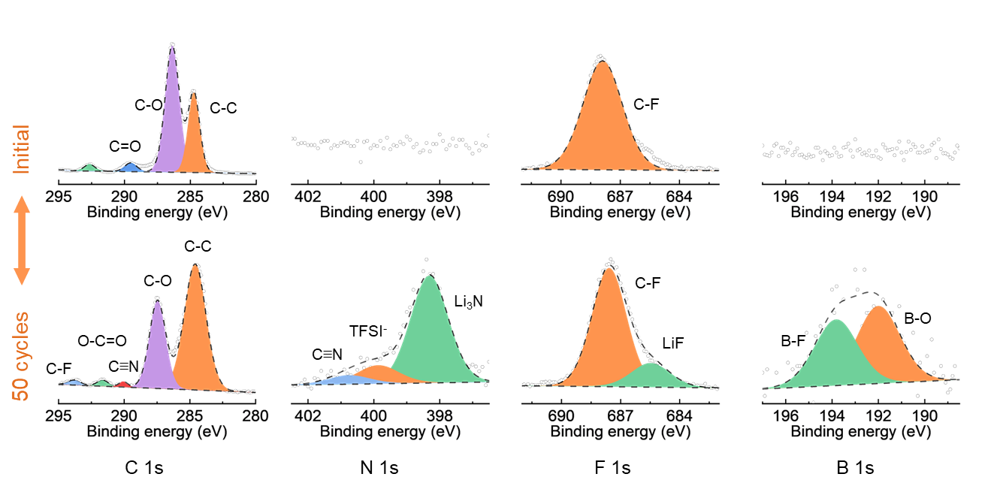 Initial
C-O
C-C
C=O
295 290 285 280
Binding energy (eV)
402 400 398
Binding energy (eV)
C-F
690 687 684
Binding energy (eV)
196 194 192 190
Binding energy (eV)
50 cycles
C-C
C-O
O-C=O
C≡N
C-F
295 290 285 280
Binding energy (eV)
Li₃N
TFSI⁻
C≡N
402 400 398
Binding energy (eV)
C-F
LiF
690 687 684
Binding energy (eV)
B-O
B-F
196 194 192 190
Binding energy (eV)
C 1s
N 1s
F 1s
B 1s